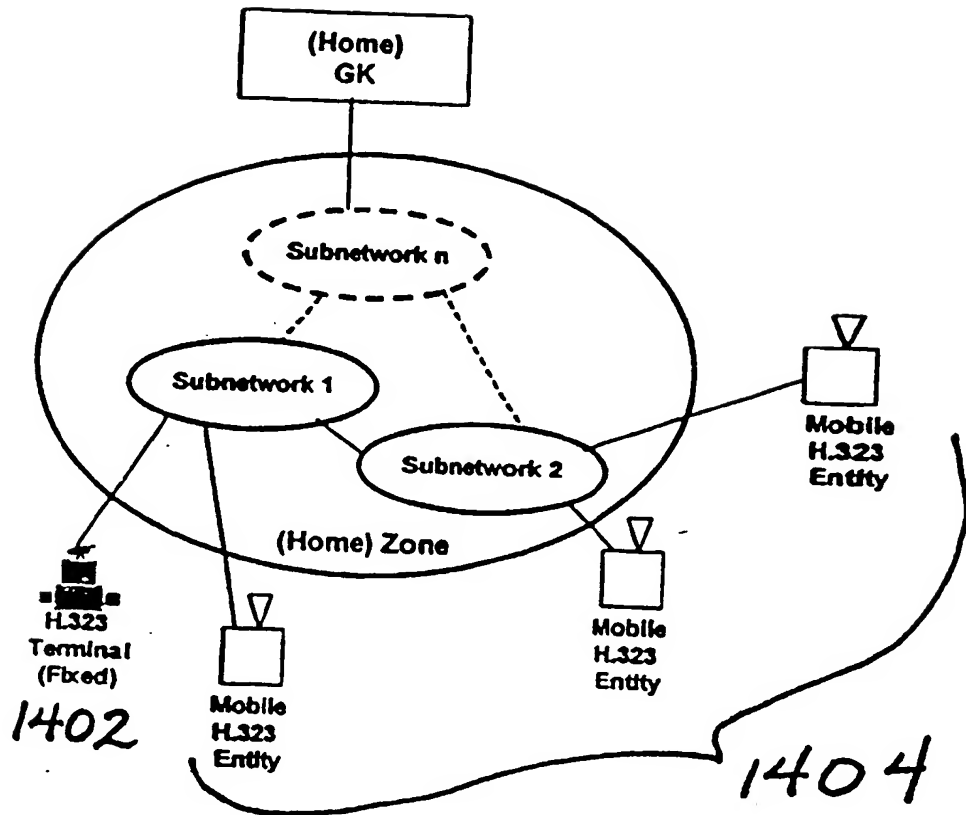 (Home)
GK
Subnetwork n
Subnetwork 1
Subnetwork 2
(Home) Zone
Mobile
H.323
Entity
H.323
Terminal
(Fixed)
1402
Mobile
H.323
Entity
Mobile
H.323
Entity
1404